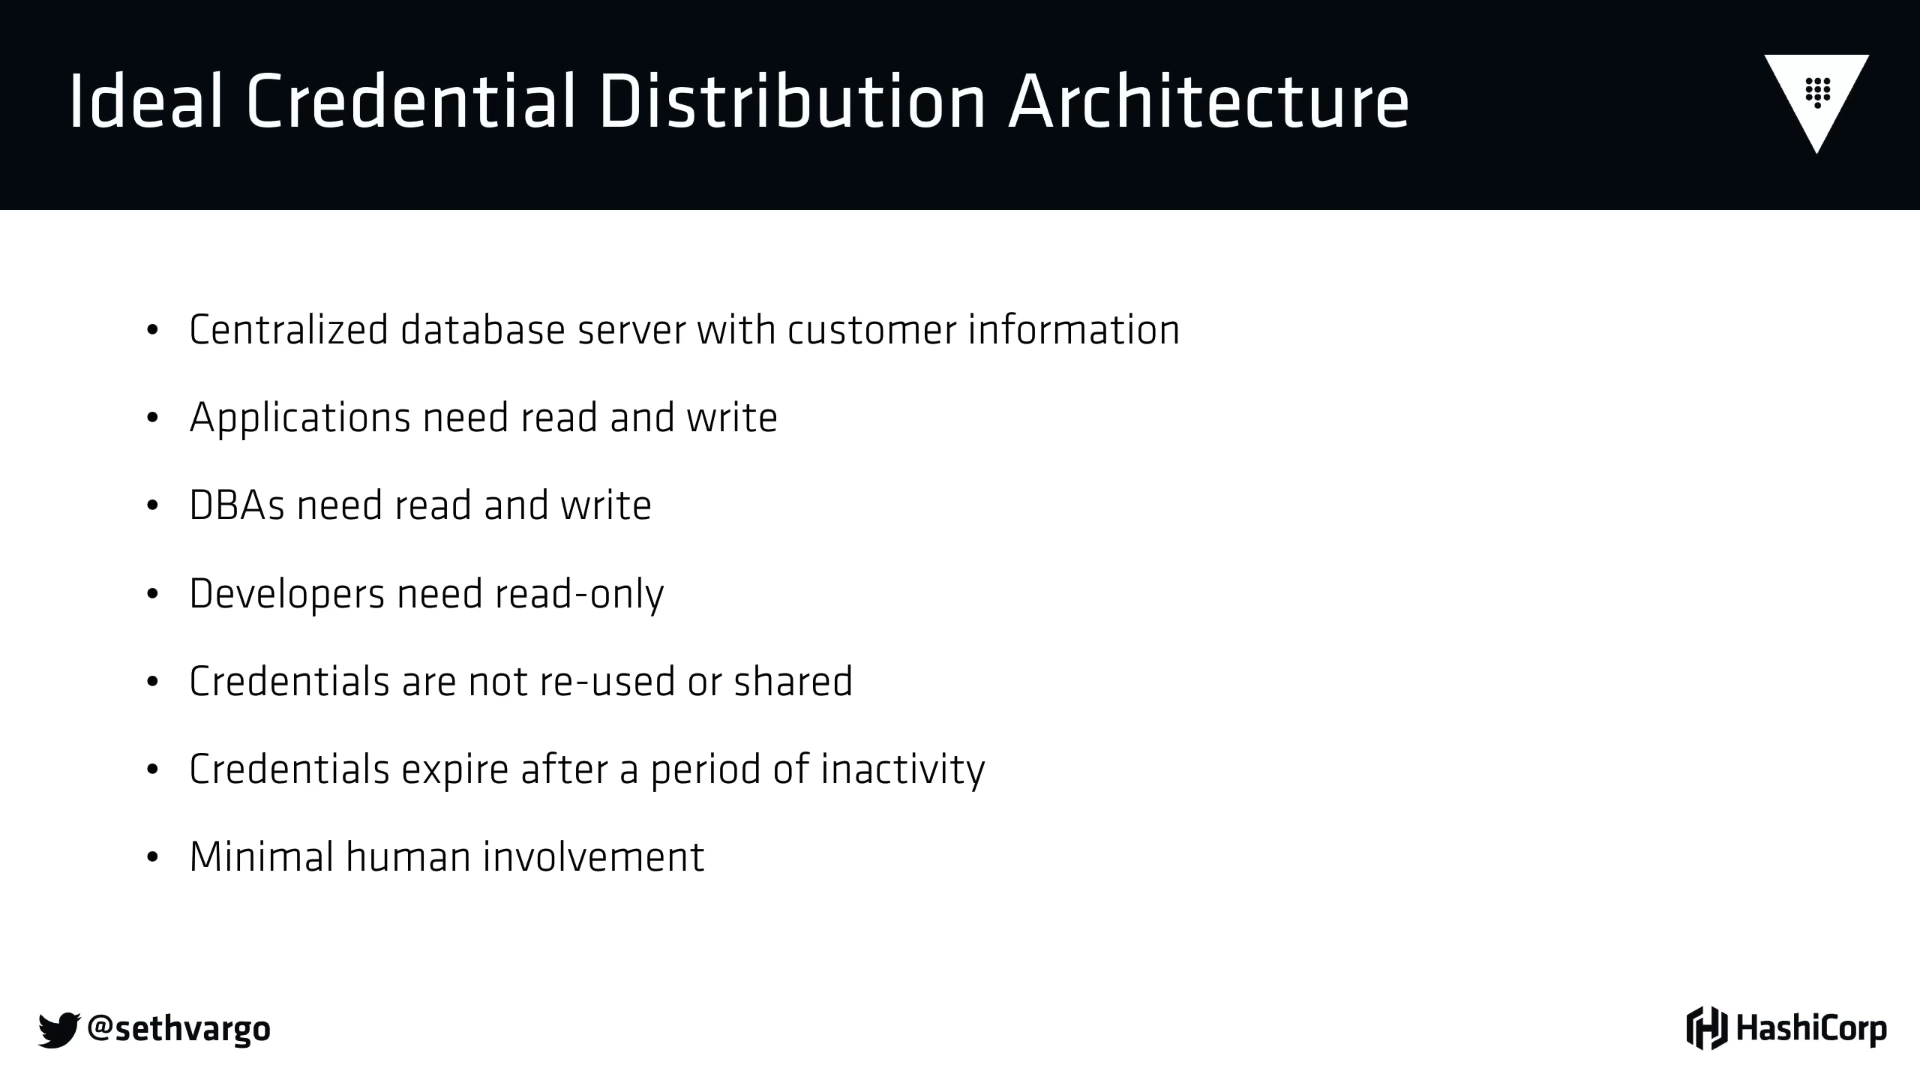 Ideal Credential Distribution Architecture
• Centralized database server with customer information
• Applications need read and write
• DBAs need read and write
• Developers need read-only
• Credentials are not re-used or shared
• Credentials expire after a period of inactivity
• Minimal human involvement
@sethvargo
HashiCorp